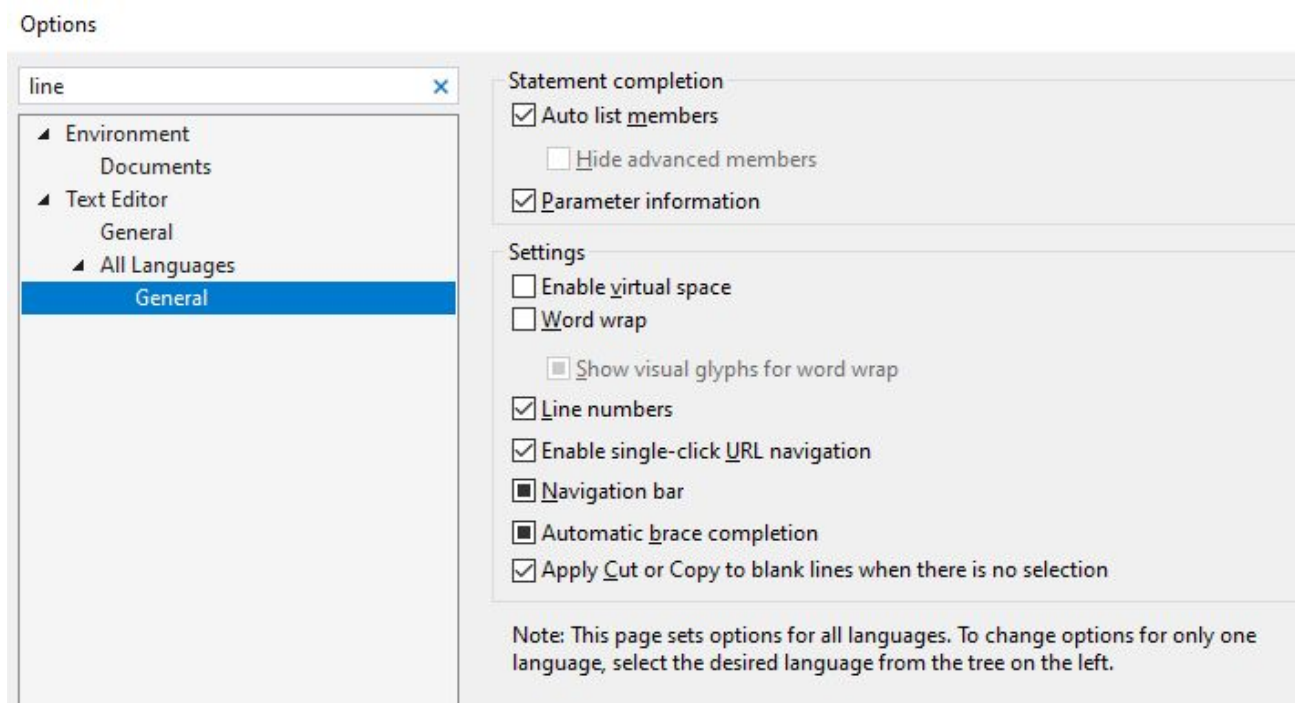 Options
line
Environment
Documents
Text Editor
General
All Languages
General
Statement completion
Auto list members
Hide advanced members
Parameter information
Settings
Enable virtual space
Word wrap
Show visual glyphs for word wrap
Line numbers
Enable single-click URL navigation
Navigation bar
Automatic brace completion
Apply Cut or Copy to blank lines when there is no selection
Note: This page sets options for all languages. To change options for only one
language, select the desired language from the tree on the left.